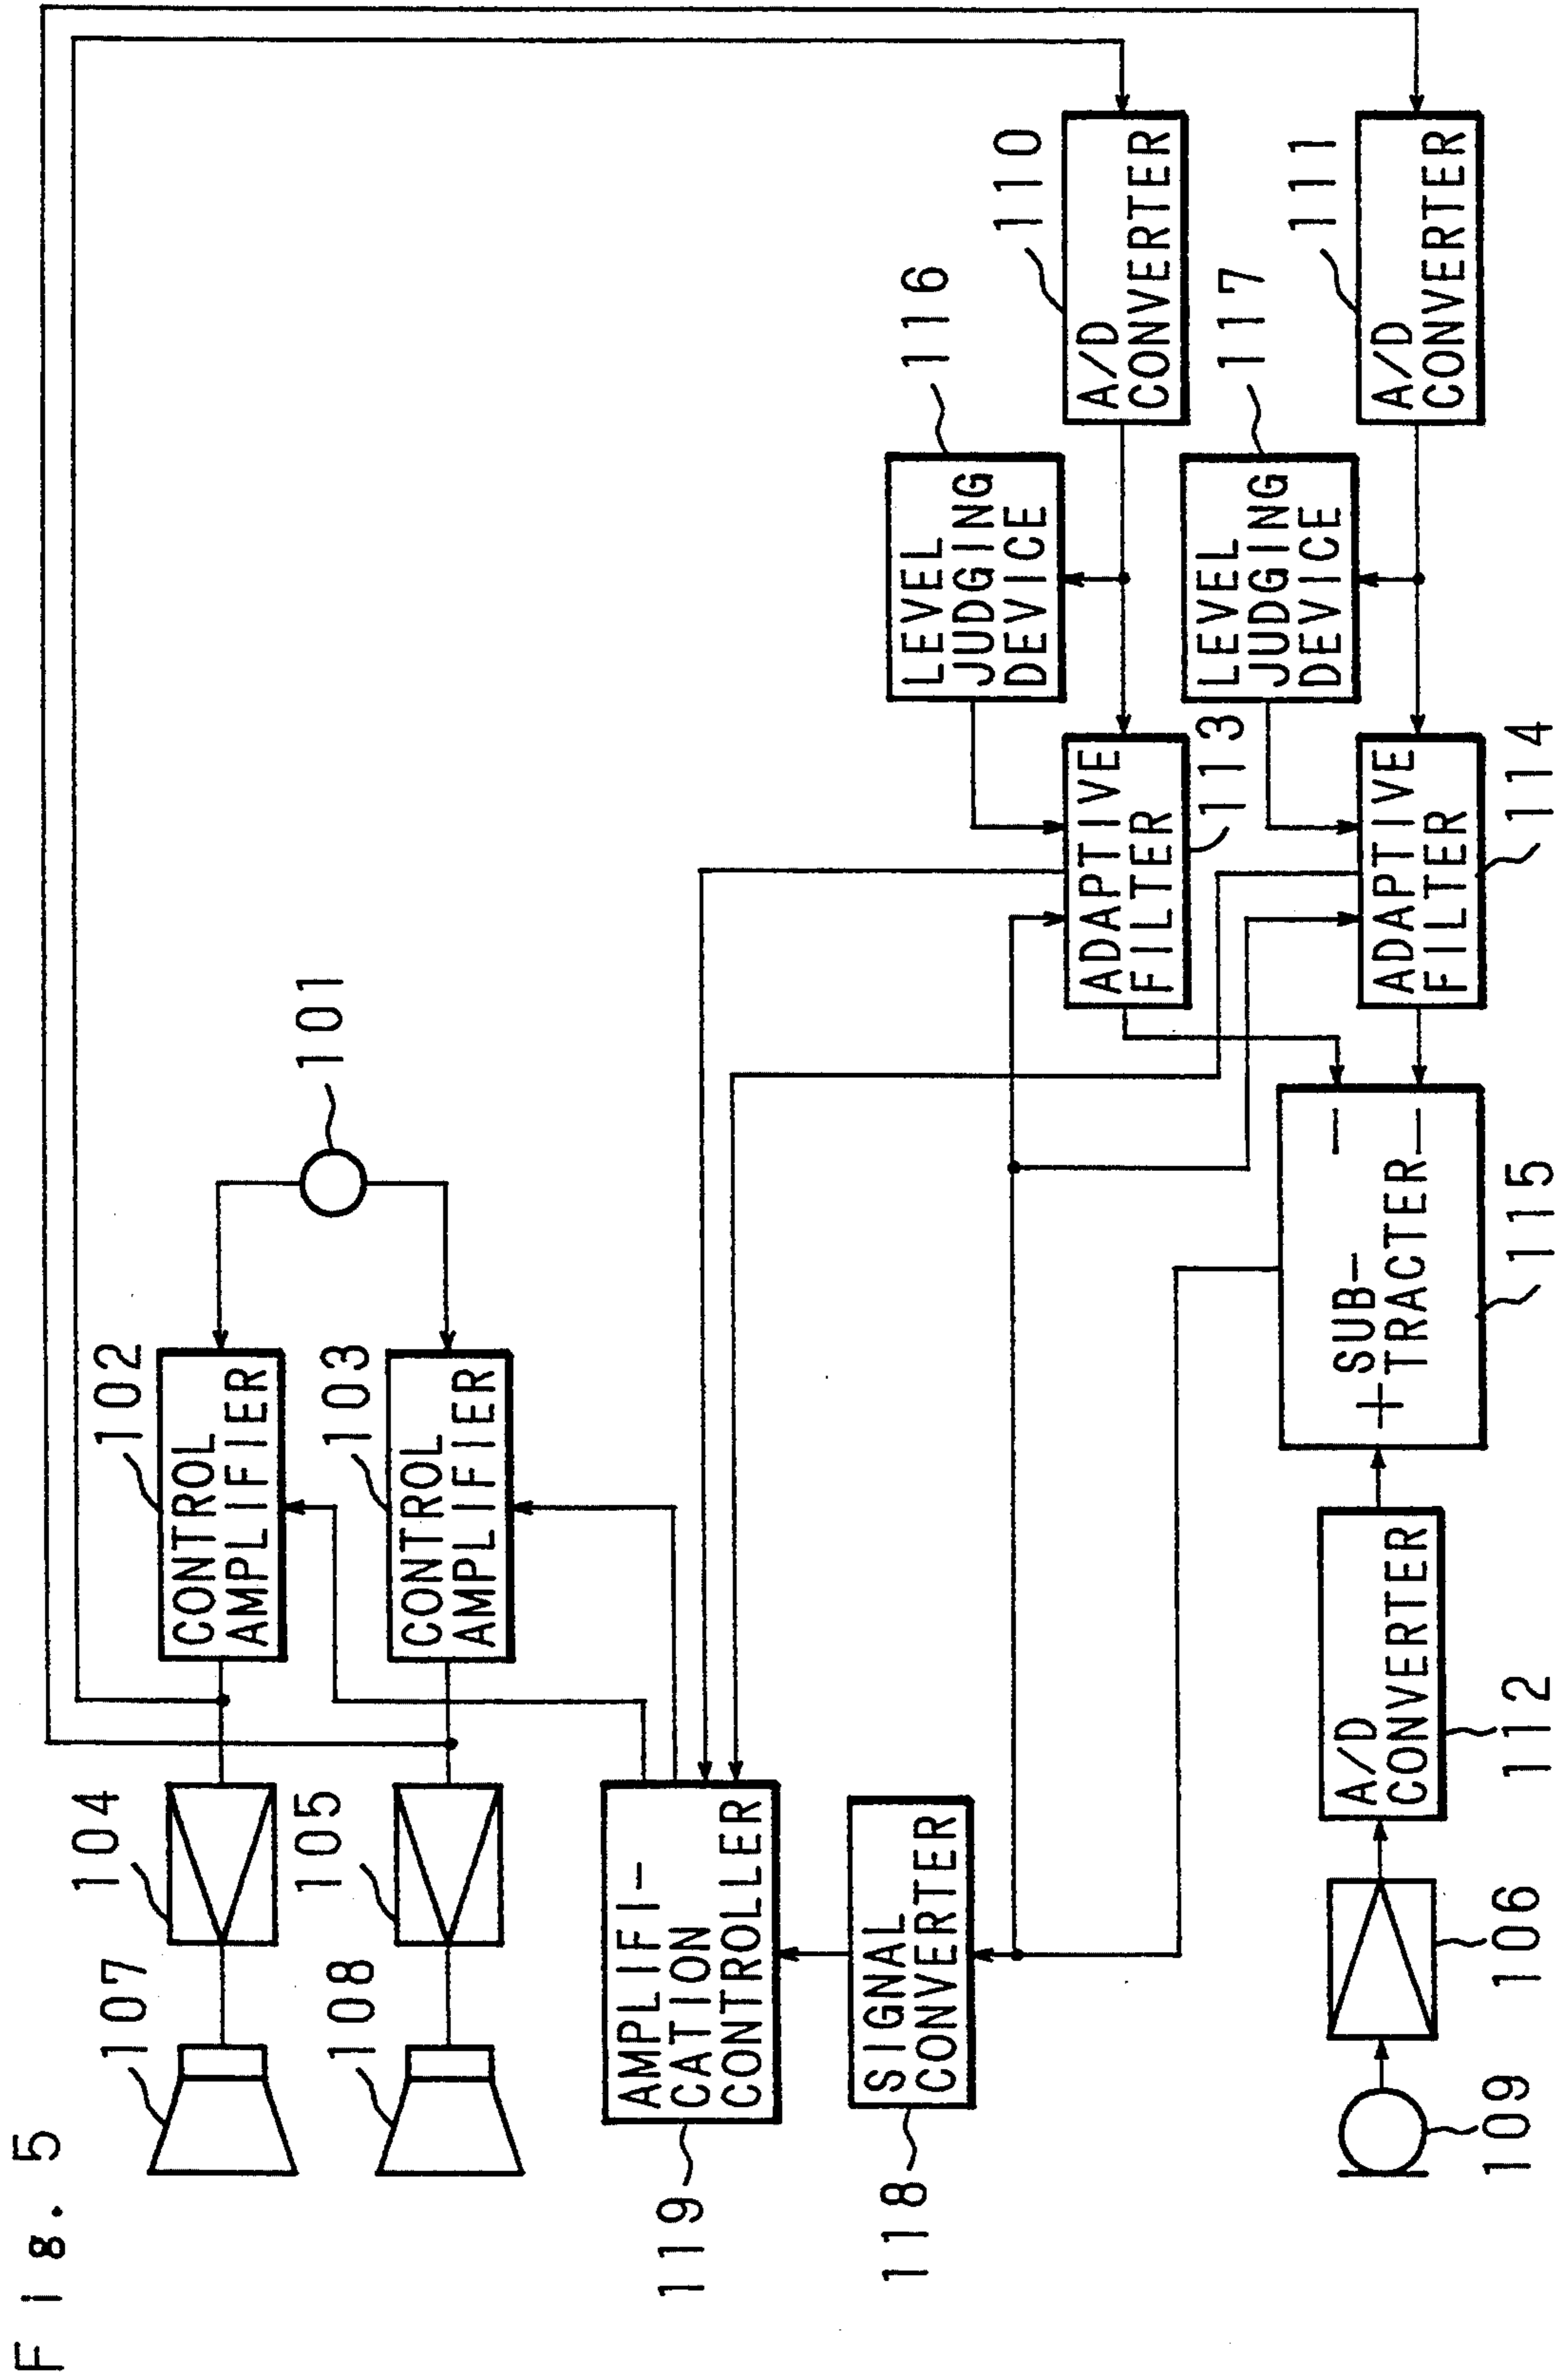 Fig. 5
107
104
102
CONTROL
AMPLIFIER
101
108
105
103
CONTROL
AMPLIFIER
119
AMPLIFI-
CATION
CONTROLLER
118
SIGNAL
CONVERTER
116
LEVEL
JUDGING
DEVICE
110
A/D
CONVERTER
ADAPTIVE
FILTER
113
117
LEVEL
JUDGING
DEVICE
111
A/D
CONVERTER
ADAPTIVE
FILTER
114
+
SUB-
TRACTER
−
−
115
A/D
CONVERTER
112
106
109